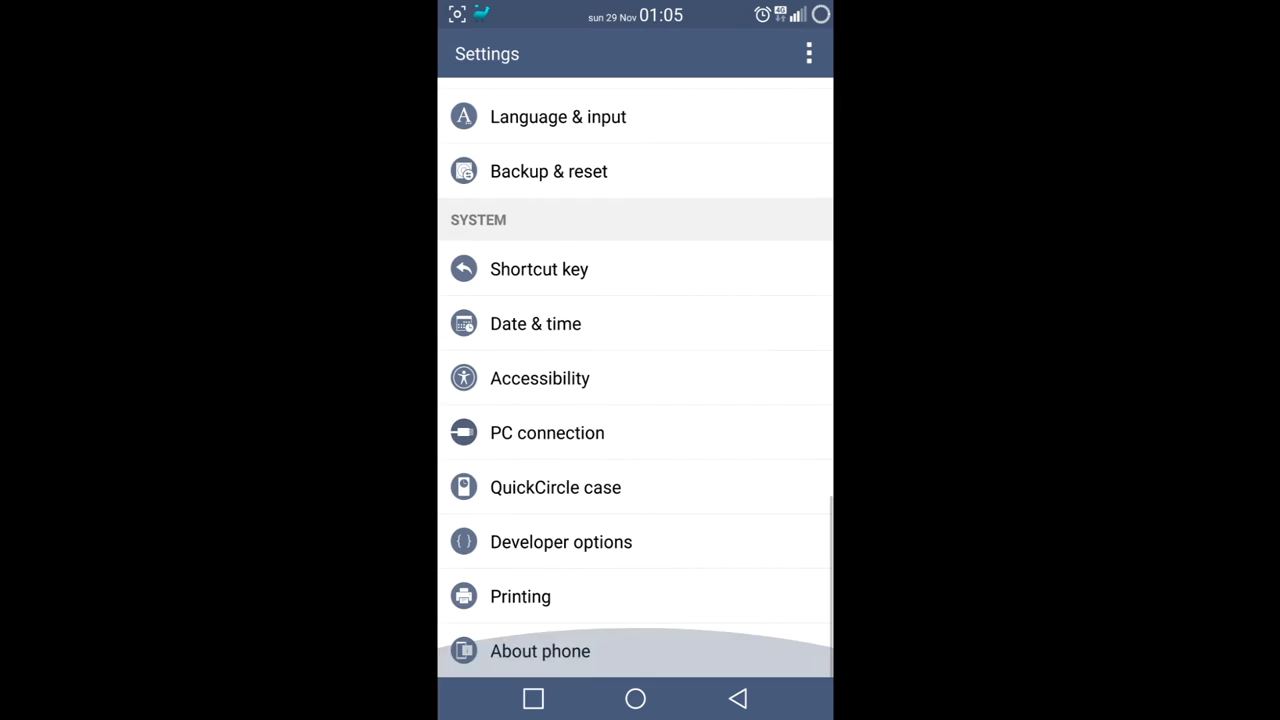 sun 29 Nov 01:05
4G
Settings
Language & input
Backup & reset
SYSTEM
Shortcut key
Date & time
Accessibility
PC connection
QuickCircle case
Developer options
Printing
About phone